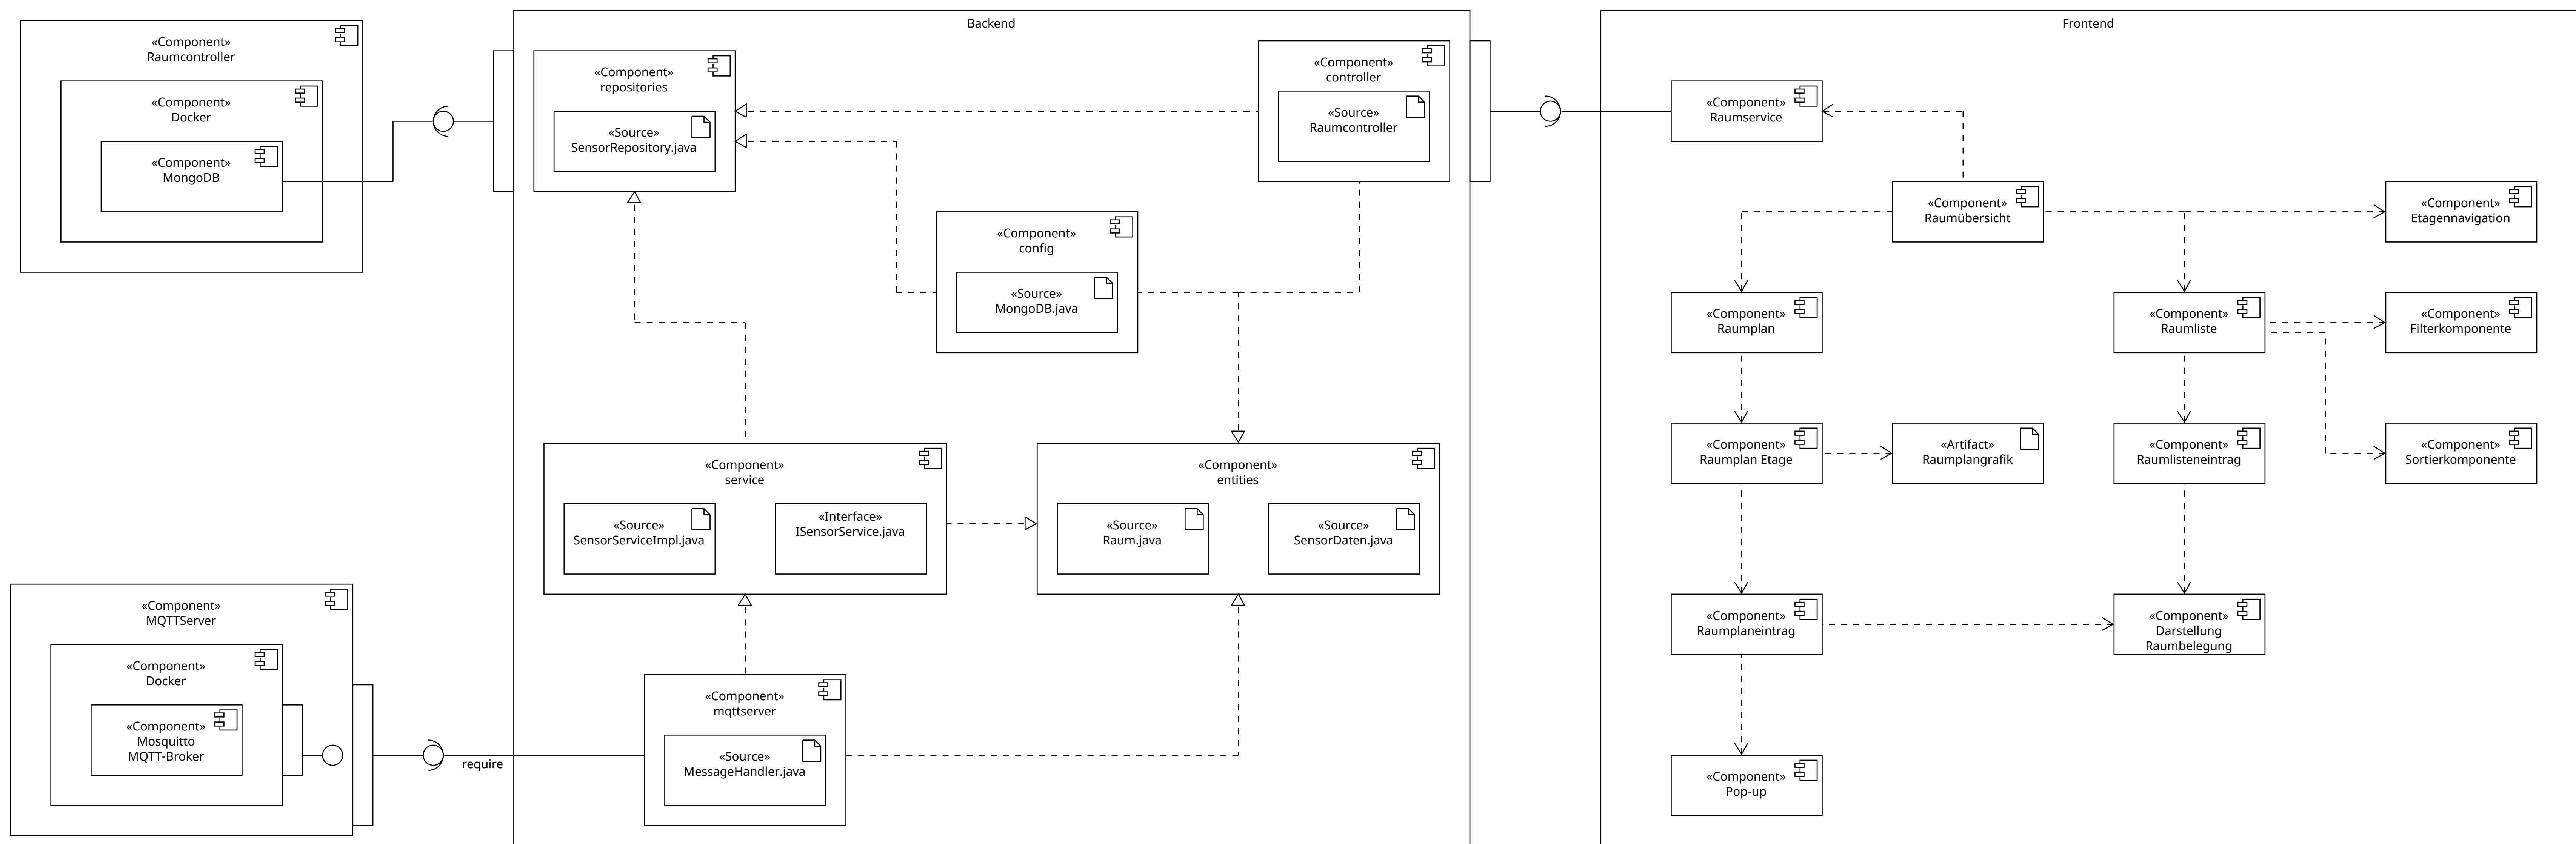 Backend
Frontend
«Component»
Raumcontroller
«Component»
Docker
«Component»
MongoDB
«Component»
repositories
«Source»
SensorRepository.java
«Component»
controller
«Source»
Raumcontroller
«Component»
config
«Source»
MongoDB.java
«Component»
service
«Source»
SensorServiceImpl.java
«Interface»
ISensorService.java
«Component»
entities
«Source»
Raum.java
«Source»
SensorDaten.java
«Component»
MQTTServer
«Component»
Docker
«Component»
Mosquitto
MQTT-Broker
require
«Component»
mqttserver
«Source»
MessageHandler.java
«Component»
Raumservice
«Component»
Raumübersicht
«Component»
Etagennavigation
«Component»
Raumplan
«Component»
Raumliste
«Component»
Filterkomponente
«Component»
Raumplan Etage
«Artifact»
Raumplangrafik
«Component»
Raumlisteneintrag
«Component»
Sortierkomponente
«Component»
Raumplaneintrag
«Component»
Darstellung
Raumbelegung
«Component»
Pop-up